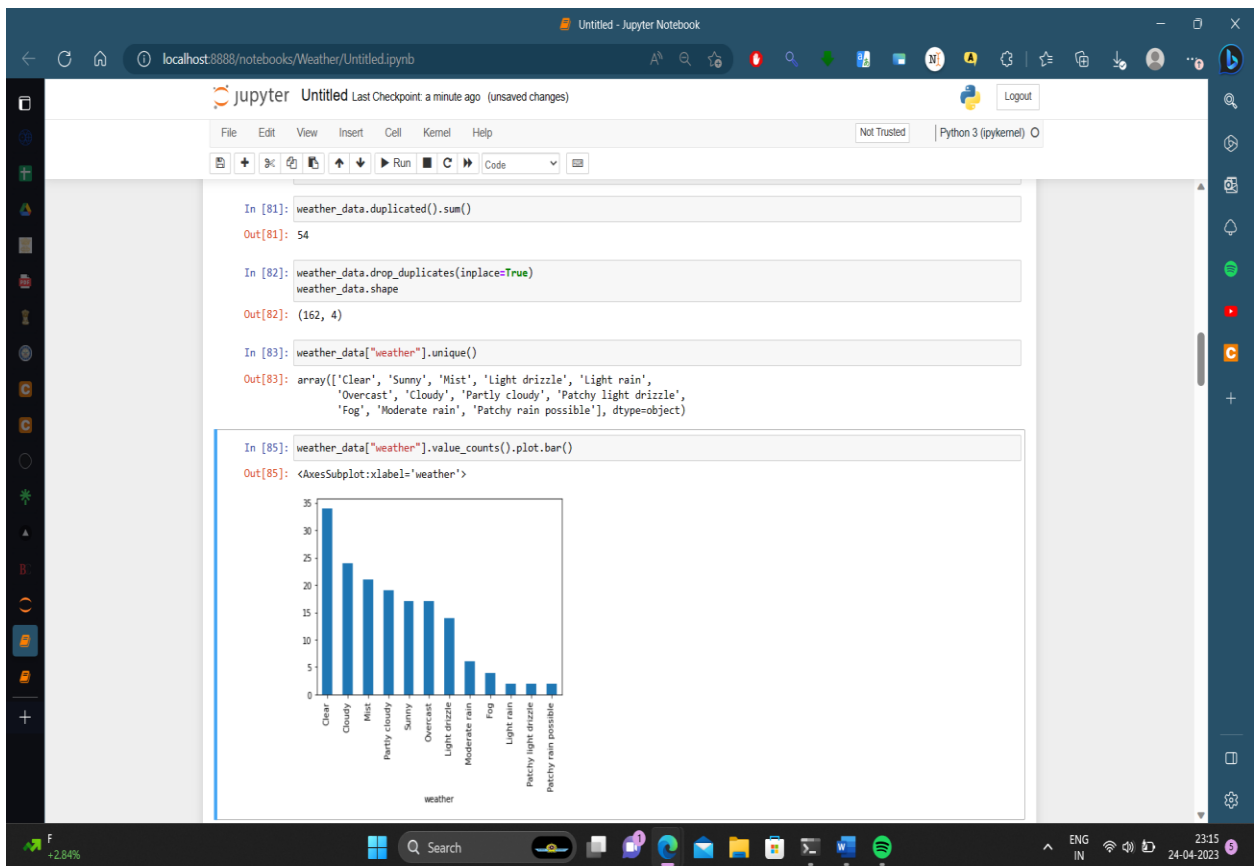 Untitled - Jupyter Notebook
localhost:8888/notebooks/Weather/Untitled.ipynb
jupyter Untitled Last Checkpoint: a minute ago (unsaved changes)
Logout
File Edit View Insert Cell Kernel Help
Not Trusted
Python 3 (ipykernel)
Run
Code
In [81]: weather_data.duplicated().sum()
Out[81]: 54
In [82]: weather_data.drop_duplicates(inplace=True)
weather_data.shape
Out[82]: (162, 4)
In [83]: weather_data["weather"].unique()
Out[83]: array(['Clear', 'Sunny', 'Mist', 'Light drizzle', 'Light rain',
'Overcast', 'Cloudy', 'Partly cloudy', 'Patchy light drizzle',
'Fog', 'Moderate rain', 'Patchy rain possible'], dtype=object)
In [85]: weather_data["weather"].value_counts().plot.bar()
Out[85]: <AxesSubplot:xlabel='weather'>
35
30
25
20
15
10
5
0
Clear
Cloudy
Mist
Partly cloudy
Sunny
Overcast
Light drizzle
Moderate rain
Fog
Light rain
Patchy light drizzle
Patchy rain possible
weather
F
+2.84%
Search
1
ENG
IN
23:15
24-04-2023
5